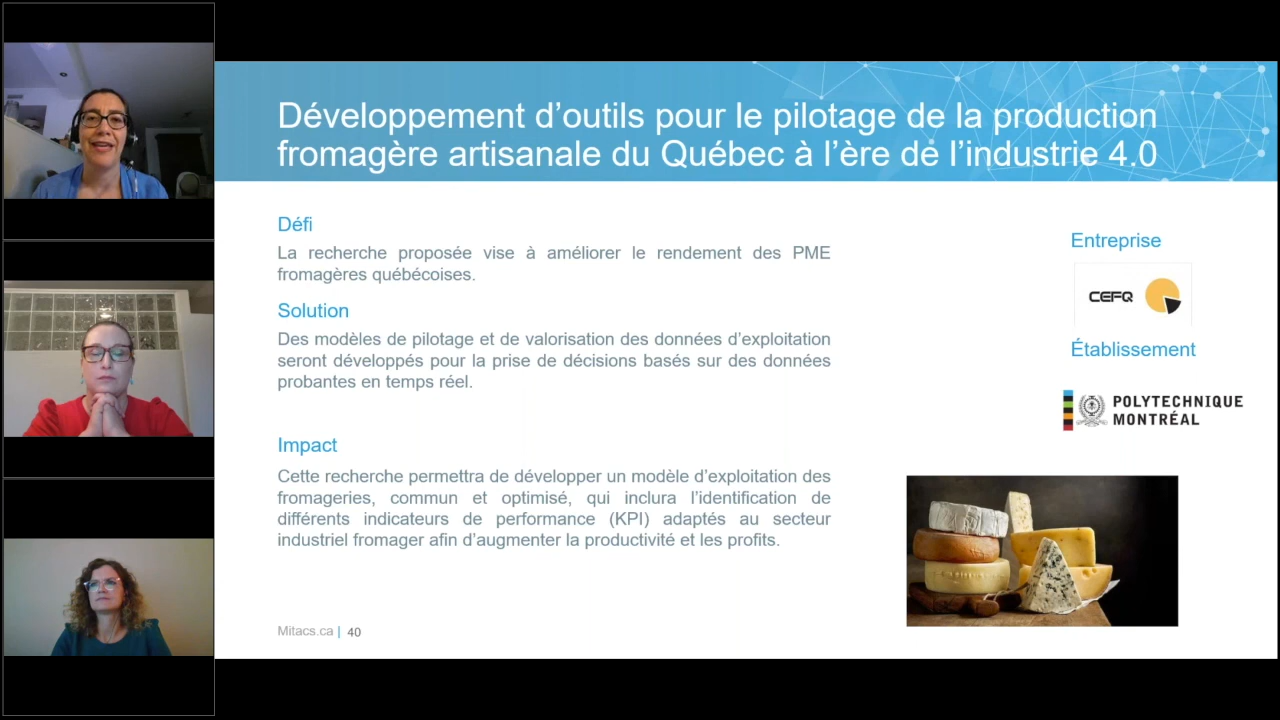 Développement d’outils pour le pilotage de la production
fromagère artisanale du Québec à l’ère de l’industrie 4.0
Défi
La recherche proposée vise à améliorer le rendement des PME
fromagères québécoises.
Solution
Des modèles de pilotage et de valorisation des données d’exploitation
seront développés pour la prise de décisions basés sur des données
probantes en temps réel.
Impact
Cette recherche permettra de développer un modèle d’exploitation des
fromageries, commun et optimisé, qui inclura l’identification de
différents indicateurs de performance (KPI) adaptés au secteur
industriel fromager afin d’augmenter la productivité et les profits.
Entreprise
CEFQ
Établissement
POLYTECHNIQUE
MONTRÉAL
Mitacs.ca | 40